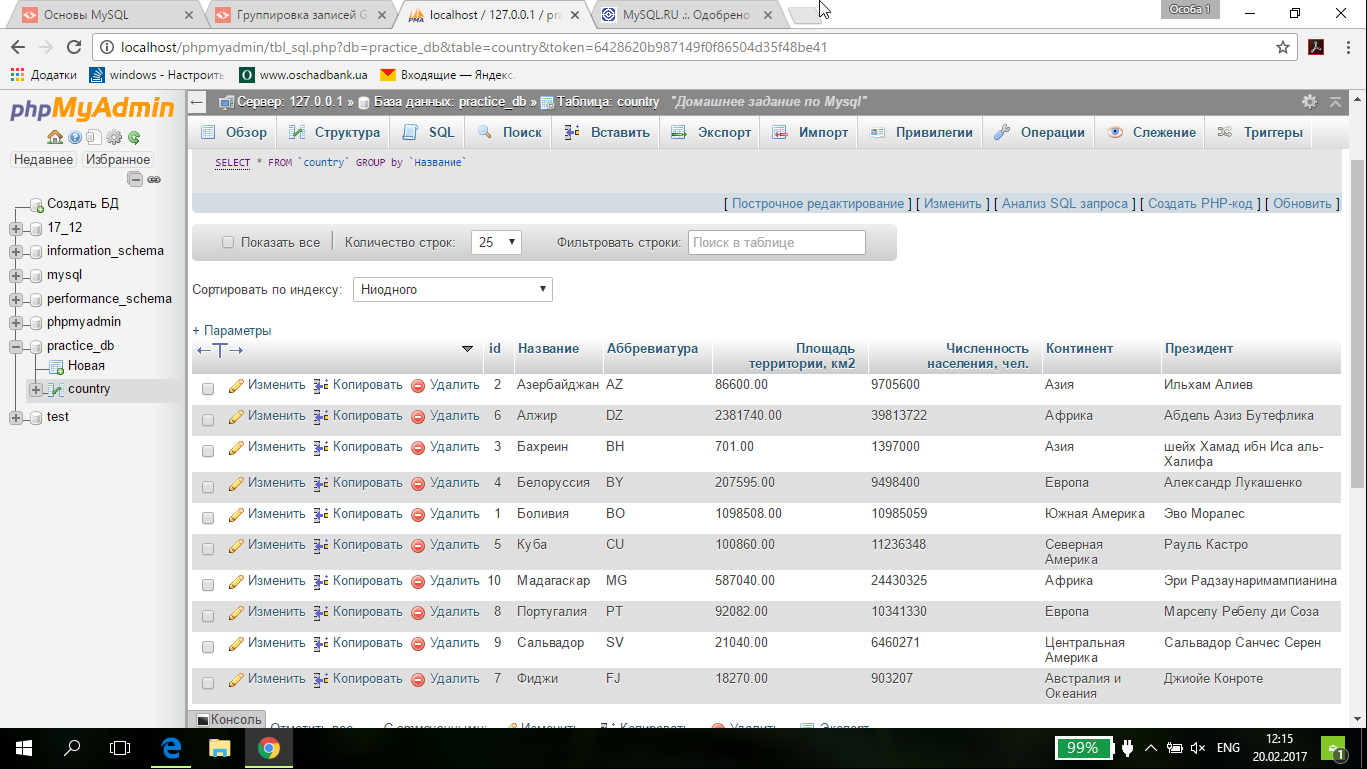 Основы MySQL Группировка записей G localhost / 127.0.0.1 / pra MySQL.RU .:. Одобрено Особа 1
localhost/phpmyadmin/tbl_sql.php?db=practice_db&table=country&token=6428620b987149f0f86504d35f48be41
Додатки windows - Настроить www.oschadbank.ua Входящие — Яндекс.
phpMyAdmin
Недавнее Избранное
Создать БД
17_12
information_schema
mysql
performance_schema
phpmyadmin
practice_db
Новая
country
test
Сервер: 127.0.0.1 » База данных: practice_db » Таблица: country "Домашнее задание по Mysql"
Обзор Структура SQL Поиск Вставить Экспорт Импорт Привилегии Операции Слежение Триггеры
SELECT * FROM `country` GROUP by `Название`
[ Построчное редактирование ] [ Изменить ] [ Анализ SQL запроса ] [ Создать PHP-код ] [ Обновить ]
Показать все Количество строк: 25 Фильтровать строки: Поиск в таблице
Сортировать по индексу: Ниодного
+ Параметры
←T→ id Название Аббревиатура Площадь территории, км2 Численность населения, чел. Континент Президент
Изменить Копировать Удалить 2 Азербайджан AZ 86600.00 9705600 Азия Ильхам Алиев
Изменить Копировать Удалить 6 Алжир DZ 2381740.00 39813722 Африка Абдель Азиз Бутефлика
Изменить Копировать Удалить 3 Бахреин BH 701.00 1397000 Азия шейх Хамад ибн Иса аль-
Халифа
Изменить Копировать Удалить 4 Белоруссия BY 207595.00 9498400 Европа Александр Лукашенко
Изменить Копировать Удалить 1 Боливия BO 1098508.00 10985059 Южная Америка Эво Моралес
Изменить Копировать Удалить 5 Куба CU 100860.00 11236348 Северная Америка Рауль Кастро
Изменить Копировать Удалить 10 Мадагаскар MG 587040.00 24430325 Африка Эри Радзаунаримампианина
Изменить Копировать Удалить 8 Португалия PT 92082.00 10341330 Европа Марселу Ребелу ди Соза
Изменить Копировать Удалить 9 Сальвадор SV 21040.00 6460271 Центральная Америка Сальвадор Санчес Серен
Изменить Копировать Удалить 7 Фиджи FJ 18270.00 903207 Австралия и Океания Джиойе Конроте
Консоль Отметить все С отмеченными: Изменить Копировать Удалить Экспорт
99% ENG 12:15
20.02.2017 1